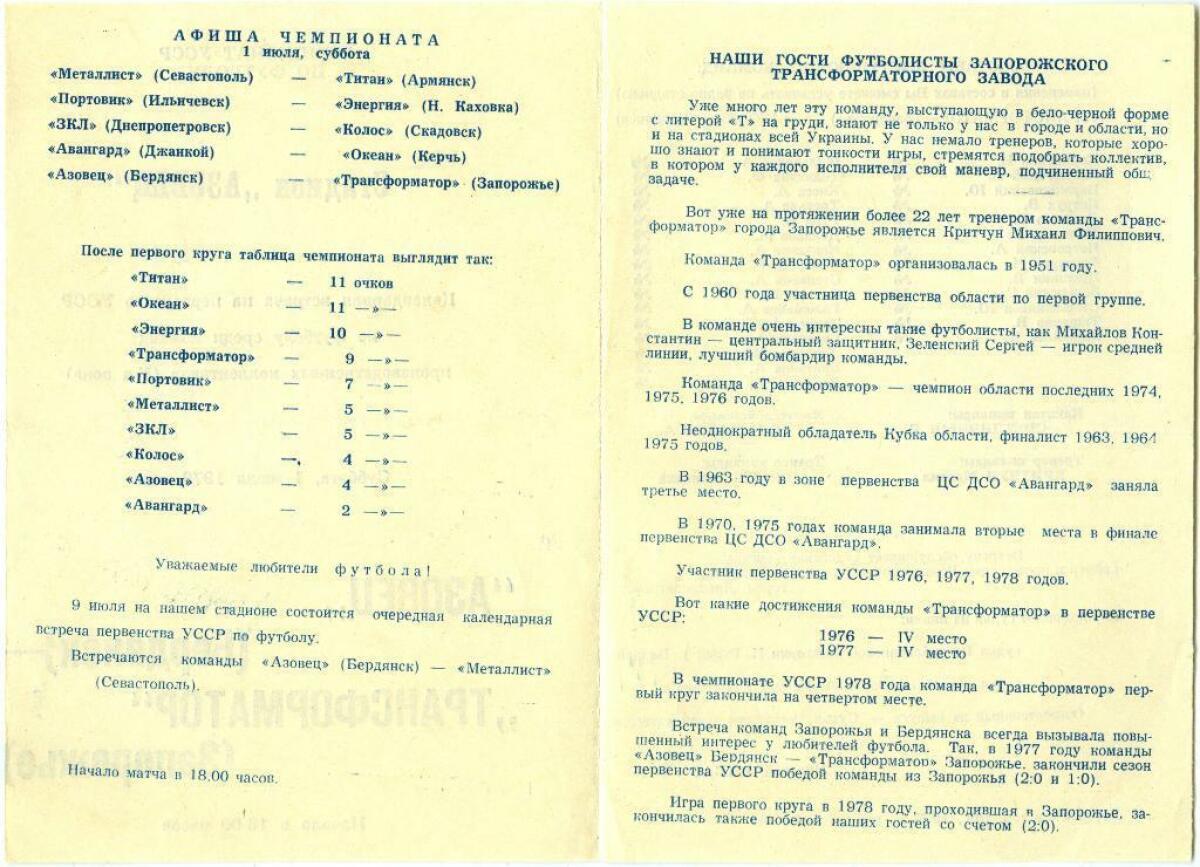 АФИША ЧЕМПИОНАТА
1 июля, суббота
«Металлист» (Севастополь) — «Титан» (Армянск)
«Портовик» (Ильичевск) — «Энергия» (Н. Каховка)
«ЗКЛ» (Днепропетровск) — «Колос» (Скадовск)
«Авангард» (Джанкой) — «Океан» (Керчь)
«Азовец» (Бердянск) — «Трансформатор» (Запорожье)
После первого круга таблица чемпионата выглядит так:
«Титан» — 11 очков
«Океан» — 11 —»—
«Энергия» — 10 —»—
«Трансформатор» — 9 —»—
«Портовик» — 7 —»—
«Металлист» — 5 —»—
«ЗКЛ» — 5 —»—
«Колос» —, 4 —»—
«Азовец» — 4 —»—
«Авангард» — 2 —»—
Уважаемые любители футбола!
9 июля на нашем стадионе состоится очередная календарная
встреча первенства УССР по футболу.
Встречаются команды «Азовец» (Бердянск) — «Металлист»
(Севастополь).
Начало матча в 18.00 часов.
НАШИ ГОСТИ ФУТБОЛИСТЫ ЗАПОРОЖСКОГО
ТРАНСФОРМАТОРНОГО ЗАВОДА
Уже много лет эту команду, выступающую в бело-черной форме
с литерой «Т» на груди, знают не только у нас в городе и области, но
и на стадионах всей Украины. У нас немало тренеров, которые хоро-
шо знают и понимают тонкости игры, стремятся подобрать коллектив,
в котором у каждого исполнителя свой маневр, подчиненный общ
задаче.
Вот уже на протяжении более 22 лет тренером команды «Транс-
форматор» города Запорожье является Критчун Михаил Филиппович.
Команда «Трансформатор» организовалась в 1951 году.
С 1960 года участница первенства области по первой группе.
В команде очень интересны такие футболисты, как Михайлов Кон-
стантин — центральный защитник, Зеленский Сергей — игрок средней
линии, лучший бомбардир команды.
Команда «Трансформатор» — чемпион области последних 1974,
1975, 1976 годов.
Неоднократный обладатель Кубка области, финалист 1963, 1964
1975 годов.
В 1963 году в зоне первенства ЦС ДСО «Авангард» заняла
третье место.
В 1970, 1975 годах команда занимала вторые места в финале
первенства ЦС ДСО «Авангард».
Участник первенства УССР 1976, 1977, 1978 годов.
Вот какие достижения команды «Трансформатор» в первенстве
УССР:
1976 — IV место
1977 — IV место
В чемпионате УССР 1978 года команда «Трансформатор» пер-
вый круг закончила на четвертом месте.
Встреча команд Запорожья и Бердянска всегда вызывала повы-
шенный интерес у любителей футбола. Так, в 1977 году команды
«Азовец» Бердянск — «Трансформатор» Запорожье, закончили сезон
первенства УССР победой команды из Запорожья (2:0 и 1:0).
Игра первого круга в 1978 году, проходившая в Запорожье, за-
кончилась также победой наших гостей со счетом (2:0).